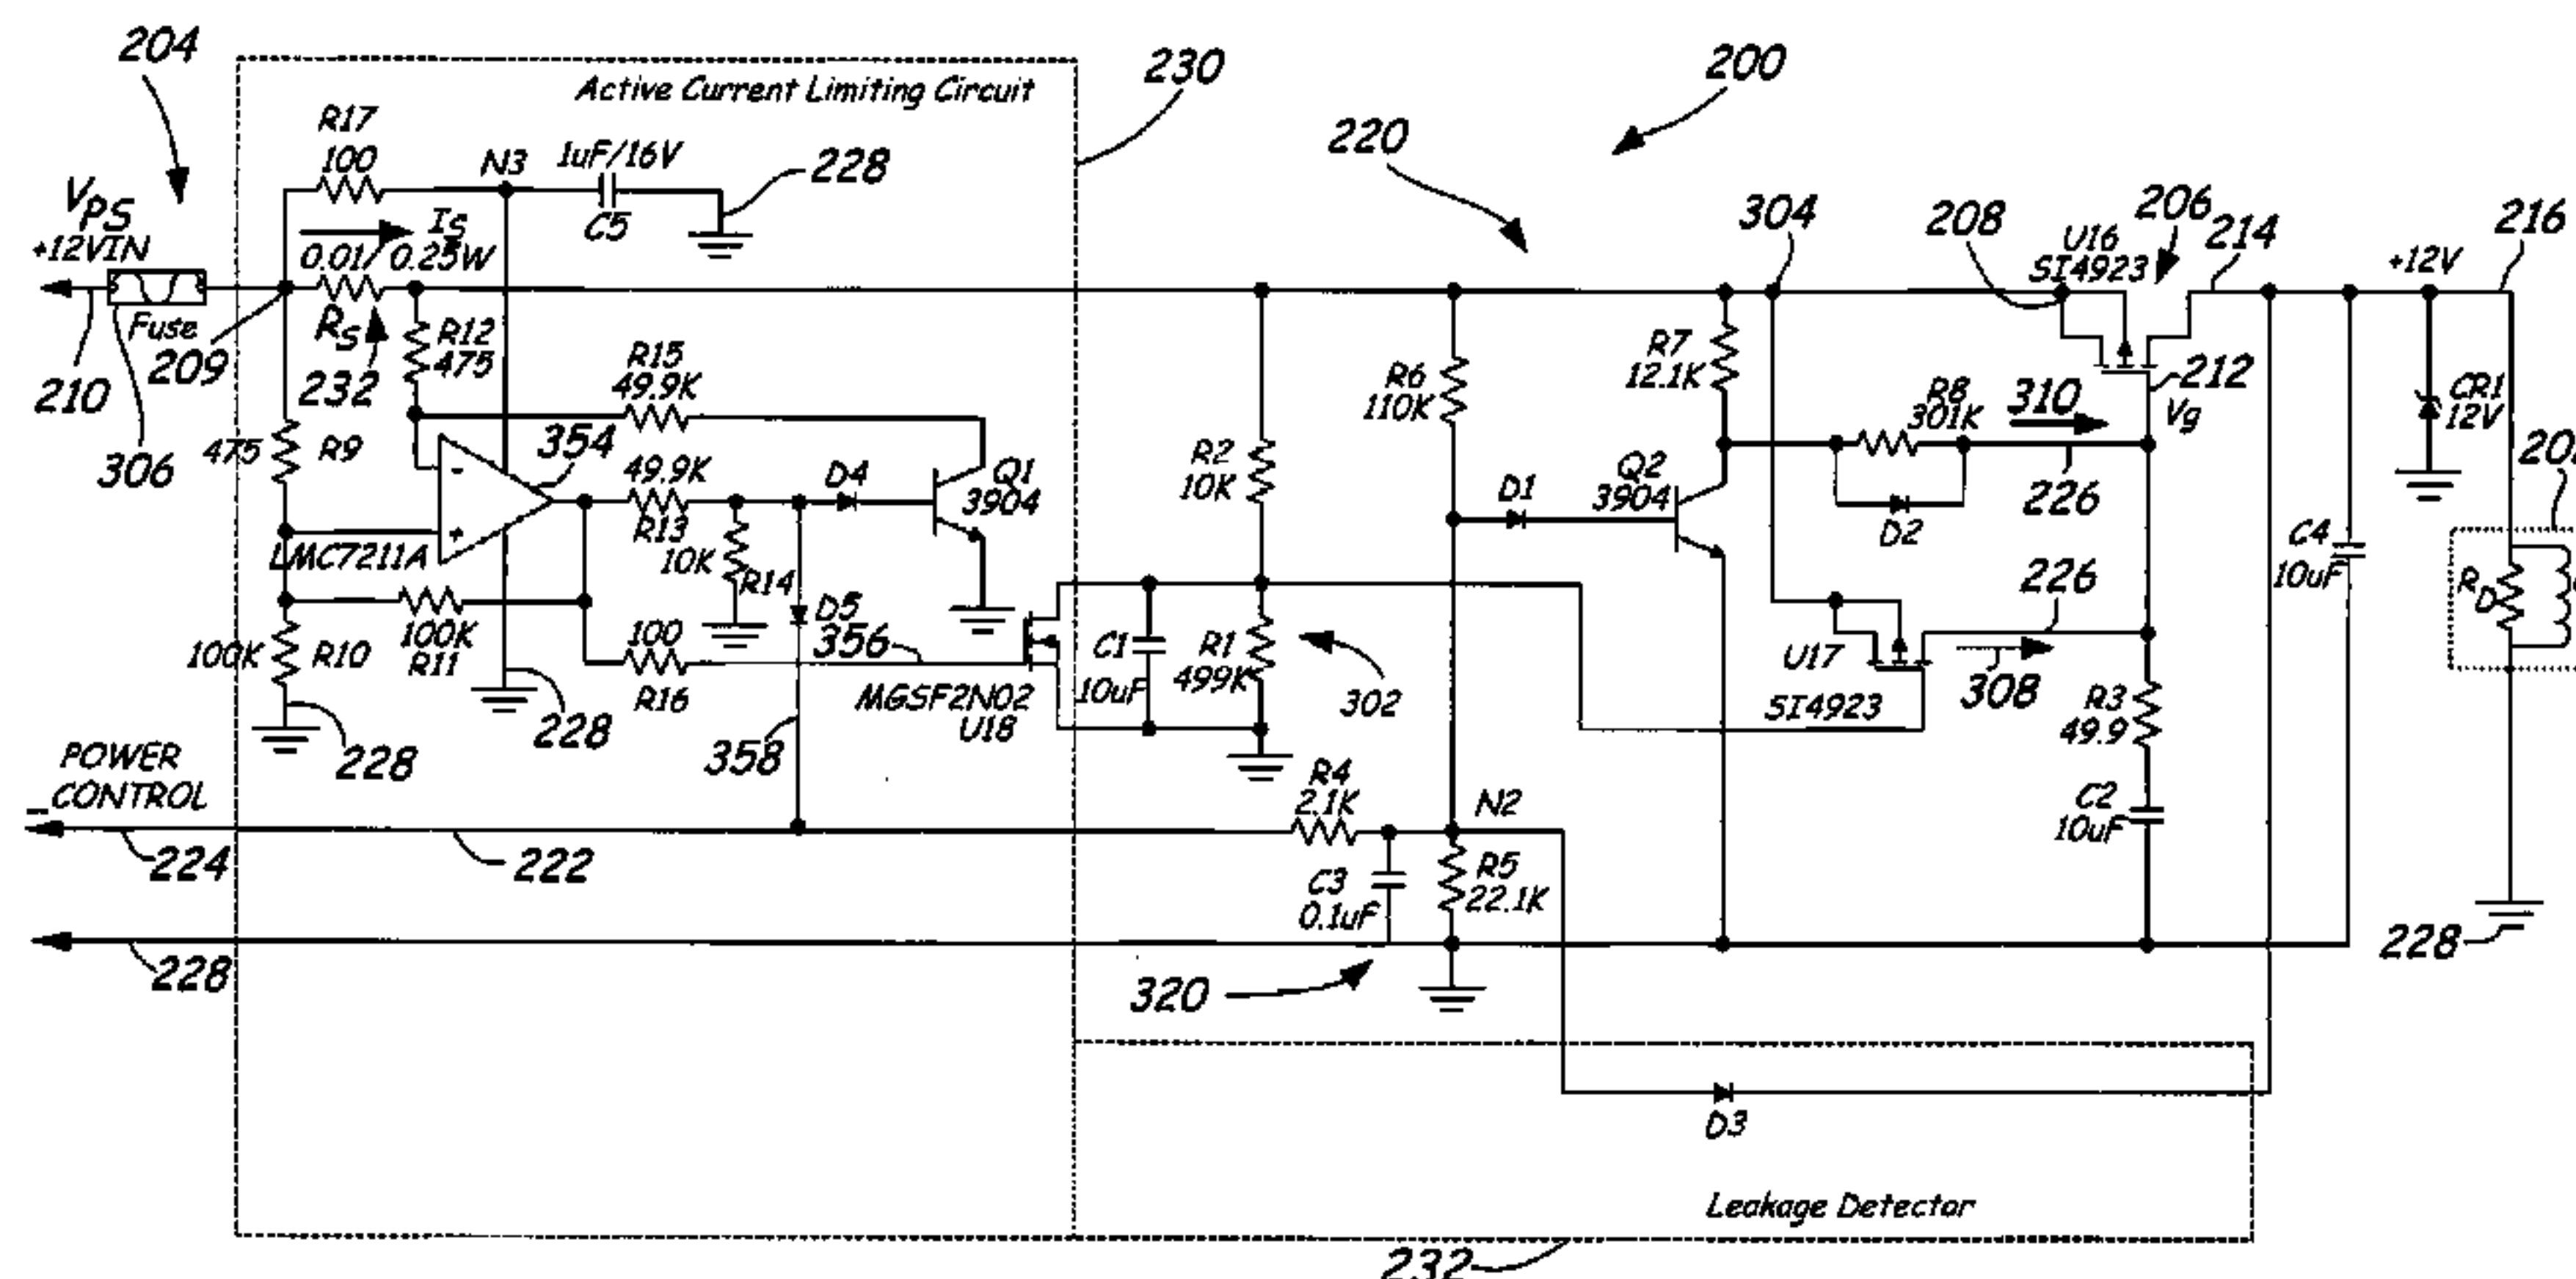 204
Active Current Limiting Circuit
230
200
R17
100
N3
1uF/16V
C5
228
220
VPS
+12VIN
IS
0.01/0.25W
304
208
U16
SI4923
206
214
+12V
216
Fuse
RS
232
209
210
306
R12
475
R15
49.9K
R6
110K
R7
12.1K
R8
301K
310
212
Vg
CR1
12V
475
R9
354
49.9K
R13
D4
Q1
3904
R2
10K
D1
Q2
3904
D2
226
C4
10uF
-
+
LMC7211A
10K
R14
D5
226
RD
100K
R10
100K
R11
100
R16
356
MGSF2N02
U18
C1
10uF
R1
499K
302
U17
SI4923
308
R3
49.9
228
228
358
POWER
CONTROL
R4
2.1K
N2
C2
10uF
224
222
C3
0.1uF
R5
22.1K
228
228
320
D3
Leakage Detector
232